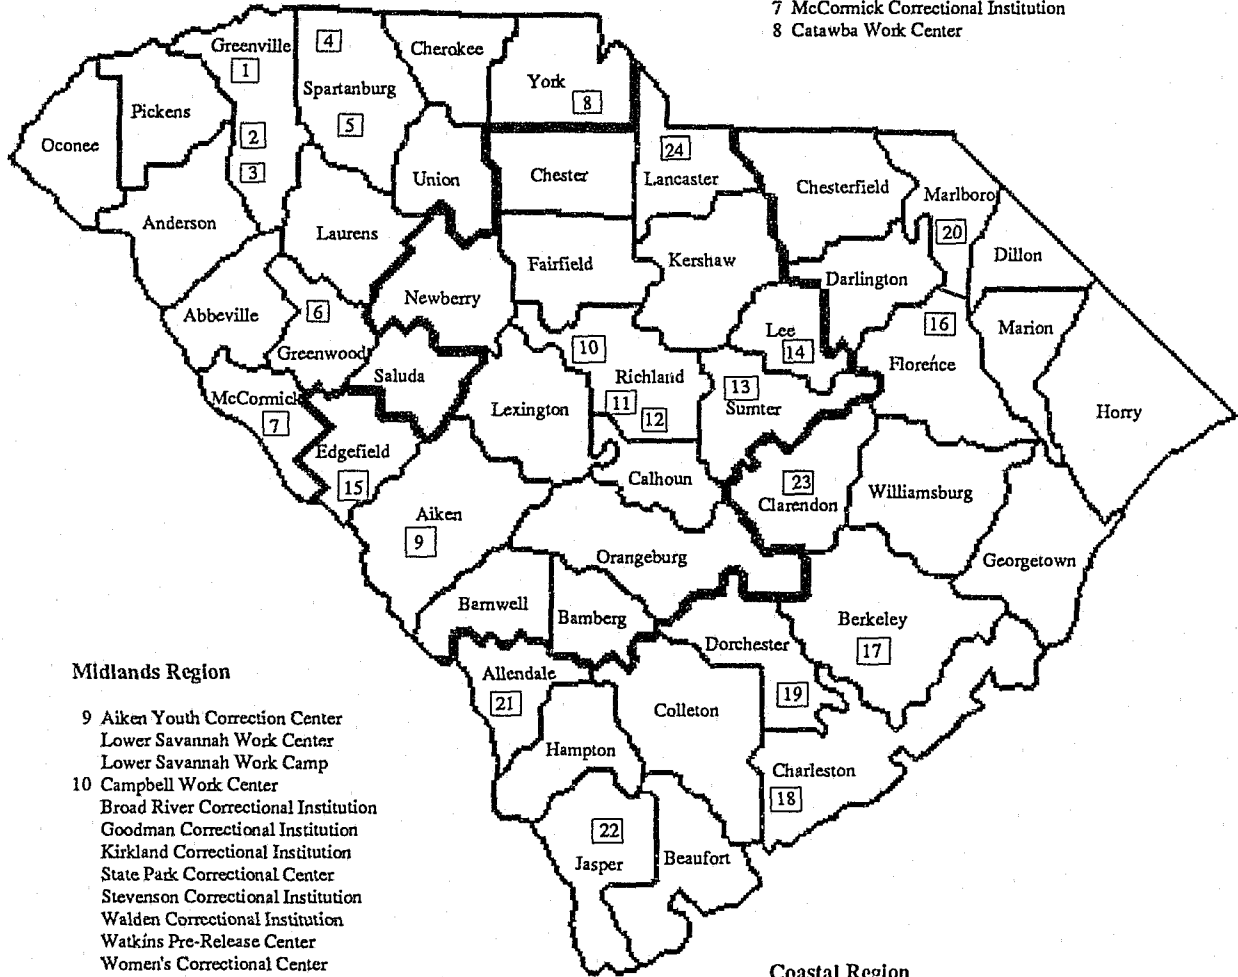 7 McCormick Correctional Institution
8 Catawba Work Center
Greenville
1
4
Cherokee
Spartanburg
York
8
Pickens
2
5
Oconee
3
Union
Chester
24
Lancaster
Chesterfield
Marlboro
Anderson
Laurens
20
Fairfield
Kershaw
Dillon
Darlington
Newberry
Abbeville
6
16
Marion
Lee
14
Greenwood
10
Florence
Saluda
Richland
13
McCormick
7
Lexington
11
12
Sumter
Horry
Edgefield
15
Calhoun
23
Clarendon
Williamsburg
Aiken
9
Orangeburg
Georgetown
Barnwell
Bamberg
Berkeley
17
Dorchester
Allendale
21
19
Colleton
Hampton
Charleston
18
22
Jasper
Beaufort
Midlands Region
9 Aiken Youth Correction Center
Lower Savannah Work Center
Lower Savannah Work Camp
10 Campbell Work Center
Broad River Correctional Institution
Goodman Correctional Institution
Kirkland Correctional Institution
State Park Correctional Center
Stevenson Correctional Institution
Walden Correctional Institution
Watkins Pre-Release Center
Women's Correctional Center
Coastal Region